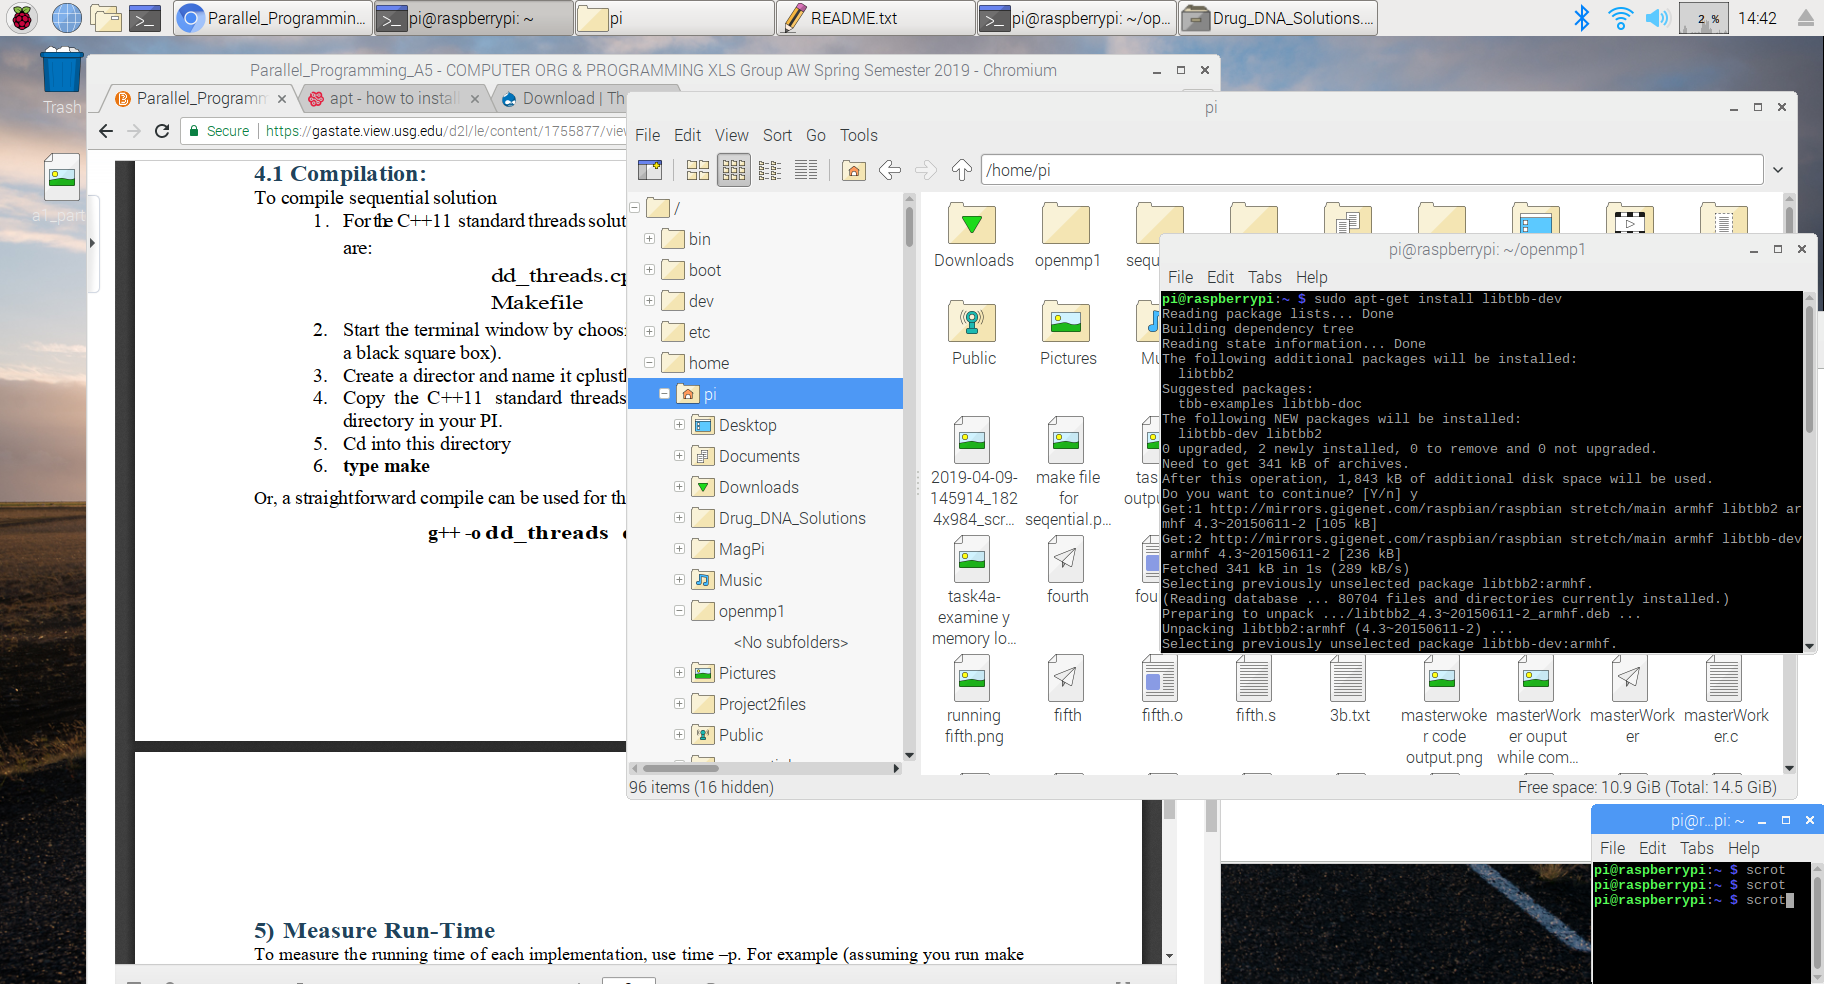 Parallel_Programmin...
pi@raspberrypi: ~
pi
README.txt
pi@raspberrypi: ~/op...
Drug_DNA_Solutions....
2 %
14:42
Trash
a1_part
Parallel_Programming_A5 - COMPUTER ORG & PROGRAMMING XLS Group AW Spring Semester 2019 - Chromium
Parallel_Programm
apt - how to instal
Download | Th
Secure
https://gastate.view.usg.edu/d2l/le/content/1755877/view
4.1 Compilation:
To compile sequential solution
1. For the C++11 standard threads solut
are:
dd_threads.cp
Makefile
2. Start the terminal window by choosi
a black square box).
3. Create a director and name it cplusth
4. Copy the C++11 standard threads
directory in your PI.
5. Cd into this directory
6. type make
Or, a straightforward compile can be used for th
g++ -o dd_threads
5) Measure Run-Time
To measure the running time of each implementation, use time –p. For example (assuming you run make
pi
File Edit View Sort Go Tools
/home/pi
/
bin
boot
dev
etc
home
pi
Desktop
Documents
Downloads
Drug_DNA_Solutions
MagPi
Music
openmp1
<No subfolders>
Pictures
Project2files
Public
Downloads
openmp1
sequ
Public
Pictures
Mu
2019-04-09-
145914_182
4x984_scr...
make file
for
seqential.p...
tas
outpu
task4a-
examine y
memory lo...
fourth
fou
running
fifth.png
fifth
fifth.o
fifth.s
3b.txt
masterwoke
r code
output.png
masterWork
er ouput
while com...
masterWork
er
masterWork
er.c
96 items (16 hidden)
Free space: 10.9 GiB (Total: 14.5 GiB)
pi@raspberrypi: ~/openmp1
File Edit Tabs Help
pi@raspberrypi:~ $ sudo apt-get install libtbb-dev
Reading package lists... Done
Building dependency tree
Reading state information... Done
The following additional packages will be installed:
libtbb2
Suggested packages:
tbb-examples libtbb-doc
The following NEW packages will be installed:
libtbb-dev libtbb2
0 upgraded, 2 newly installed, 0 to remove and 0 not upgraded.
Need to get 341 kB of archives.
After this operation, 1,843 kB of additional disk space will be used.
Do you want to continue? [Y/n] y
Get:1 http://mirrors.gigenet.com/raspbian/raspbian stretch/main armhf libtbb2 ar
mhf 4.3~20150611-2 [105 kB]
Get:2 http://mirrors.gigenet.com/raspbian/raspbian stretch/main armhf libtbb-dev
armhf 4.3~20150611-2 [236 kB]
Fetched 341 kB in 1s (289 kB/s)
Selecting previously unselected package libtbb2:armhf.
(Reading database ... 80704 files and directories currently installed.)
Preparing to unpack .../libtbb2_4.3~20150611-2_armhf.deb ...
Unpacking libtbb2:armhf (4.3~20150611-2) ...
Selecting previously unselected package libtbb-dev:armhf.
pi@r...pi: ~
File Edit Tabs Help
pi@raspberrypi:~ $ scrot
pi@raspberrypi:~ $ scrot
pi@raspberrypi:~ $ scrot